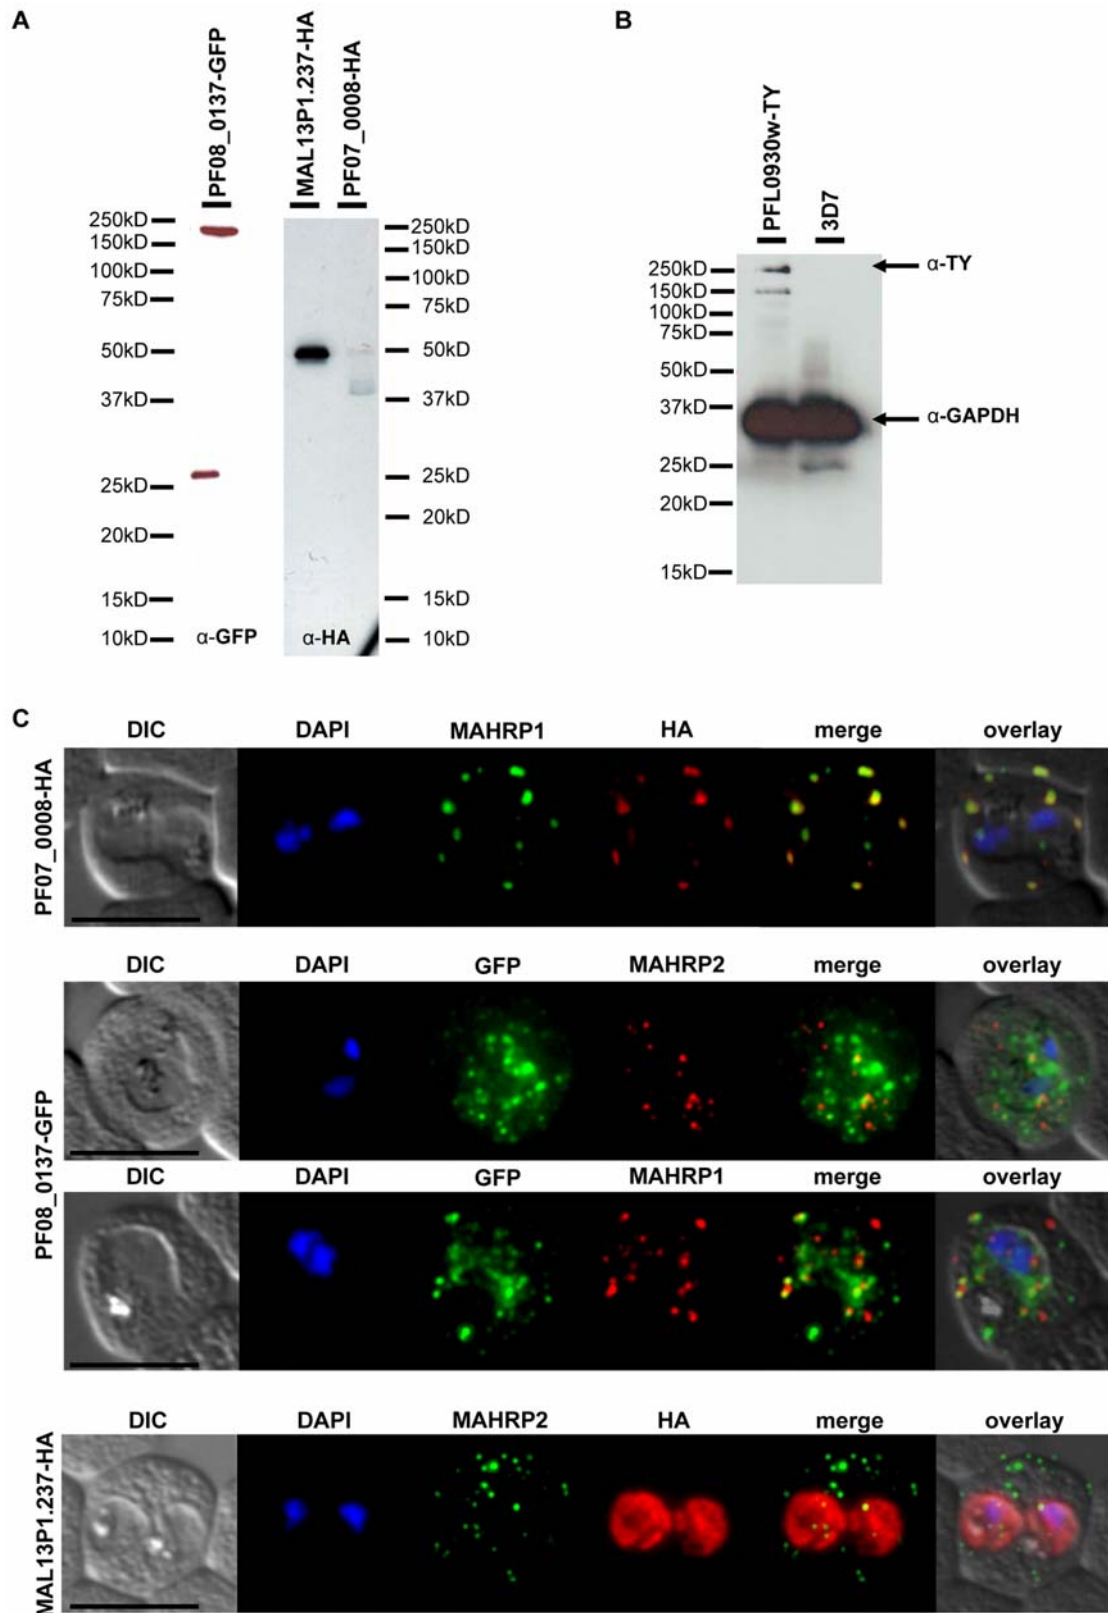 A
PF08_0137-GFP
MAL13P1.237-HA
PF07_0008-HA
250kD
150kD
100kD
75kD
50kD
37kD
25kD
20kD
15kD
10kD
α-GFP
α-HA
250kD
150kD
100kD
75kD
50kD
37kD
25kD
20kD
15kD
10kD
B
PFL0930w-TY
3D7
250kD
150kD
100kD
75kD
50kD
37kD
25kD
20kD
15kD
α-TY
α-GAPDH
C
PF07_0008-HA
DIC DAPI MAHRP1 HA merge overlay
PF08_0137-GFP
DIC DAPI GFP MAHRP2 merge overlay
DIC DAPI GFP MAHRP1 merge overlay
MAL13P1.237-HA
DIC DAPI MAHRP2 HA merge overlay